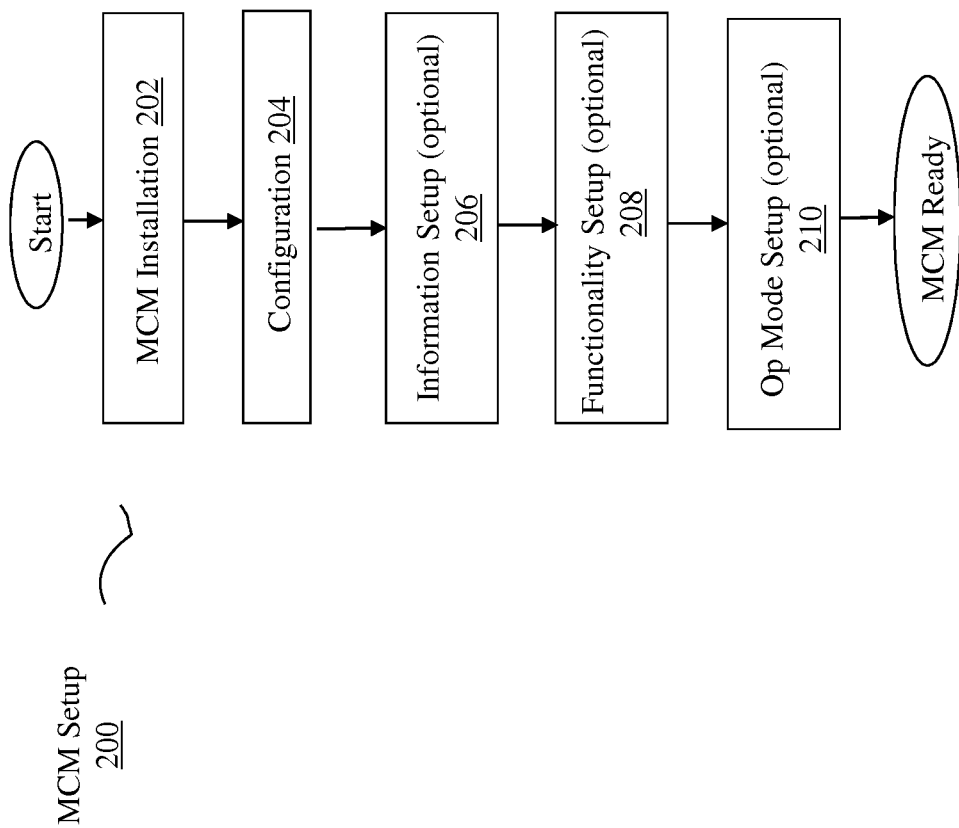 MCM Setup
200
Start
MCM Installation 202
Configuration 204
Information Setup (optional)
206
Functionality Setup (optional)
208
Op Mode Setup (optional)
210
MCM Ready